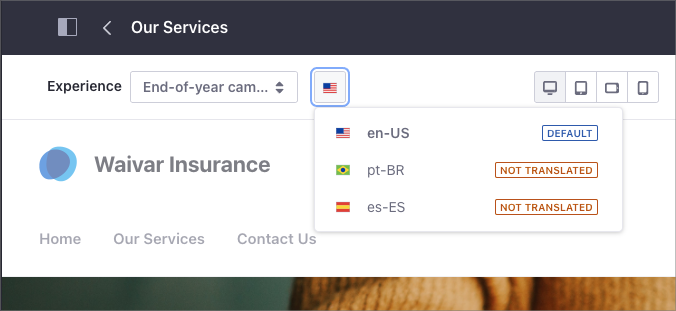 Our Services
Experience End-of-year cam...
en-US DEFAULT
pt-BR NOT TRANSLATED
es-ES NOT TRANSLATED
Waivar Insurance
Home Our Services Contact Us